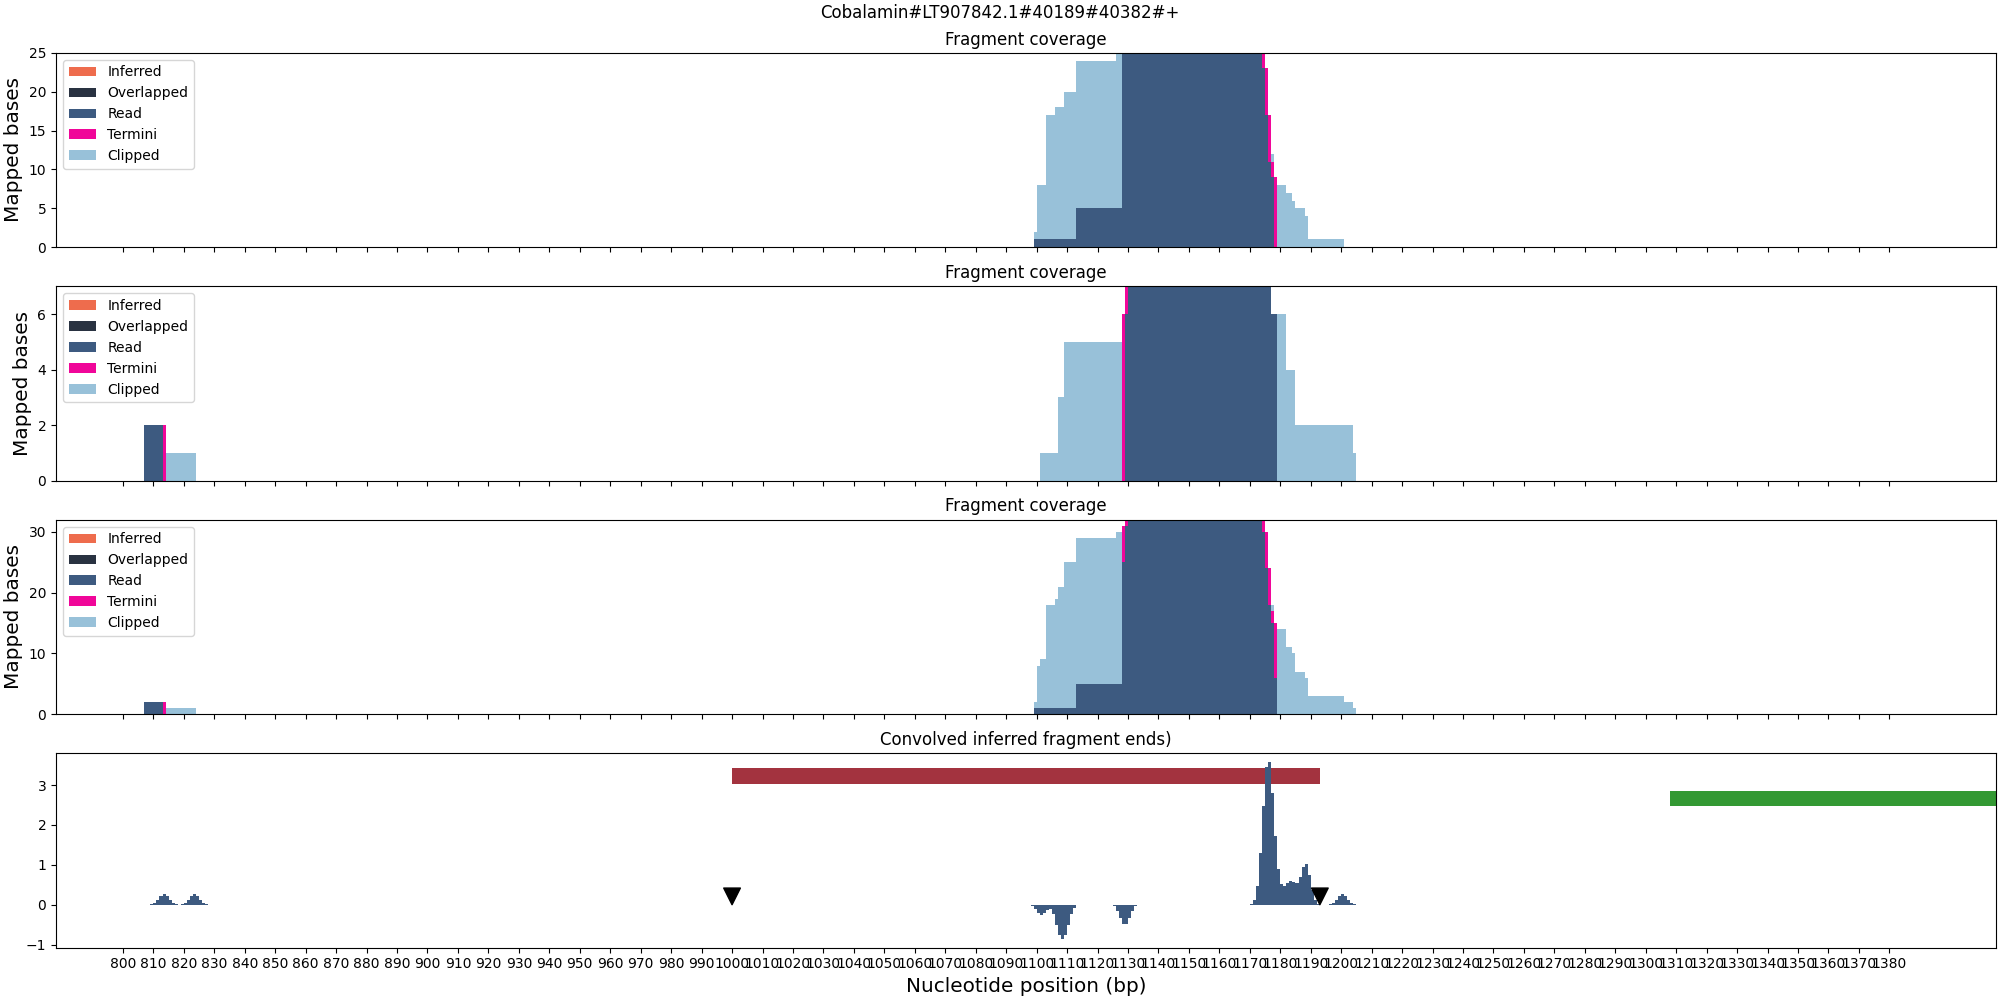 Cobalamin#LT907842.1#40189#40382#+
Fragment coverage
Mapped bases
25
20
15
10
5
0
Inferred
Overlapped
Read
Termini
Clipped
Fragment coverage
Mapped bases
6
4
2
0
Inferred
Overlapped
Read
Termini
Clipped
Fragment coverage
Mapped bases
30
20
10
0
Inferred
Overlapped
Read
Termini
Clipped
Convolved inferred fragment ends)
3
2
1
0
−1
800 810 820 830 840 850 860 870 880 890 900 910 920 930 940 950 960 970 980 990 1000 1010 1020 1030 1040 1050 1060 1070 1080 1090 1100 1110 1120 1130 1140 1150 1160 1170 1180 1190 1200 1210 1220 1230 1240 1250 1260 1270 1280 1290 1300 1310 1320 1330 1340 1350 1360 1370 1380
Nucleotide position (bp)